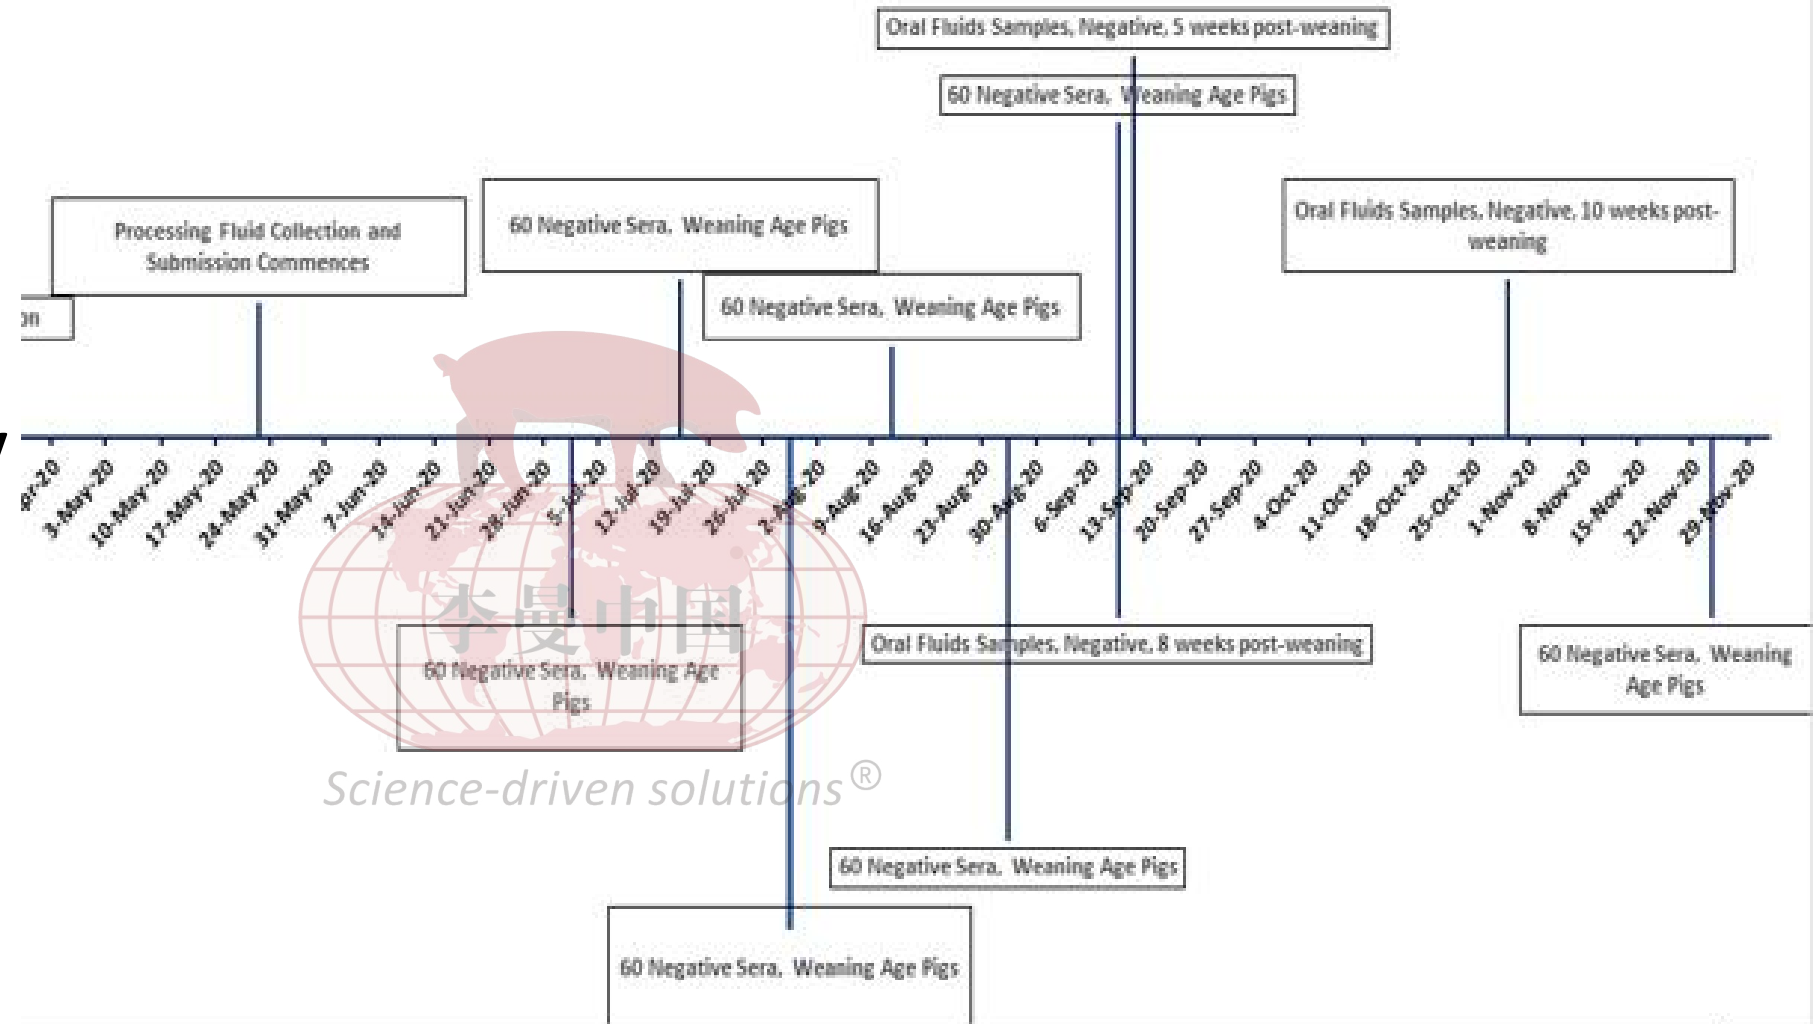 Oral Fluids Samples, Negative, 5 weeks post-weaning
60 Negative Sera, Weaning Age Pigs
Processing Fluid Collection and
Submission Commences
60 Negative Sera, Weaning Age Pigs
Oral Fluids Samples, Negative, 10 weeks post-
weaning
on
60 Negative Sera, Weaning Age Pigs
3-May-20
10-May-20
17-May-20
24-May-20
31-May-20
7-Jun-20
14-Jun-20
21-Jun-20
28-Jun-20
5-Jul-20
12-Jul-20
19-Jul-20
26-Jul-20
2-Aug-20
9-Aug-20
16-Aug-20
23-Aug-20
30-Aug-20
6-Sep-20
13-Sep-20
20-Sep-20
27-Sep-20
4-Oct-20
11-Oct-20
18-Oct-20
25-Oct-20
1-Nov-20
8-Nov-20
15-Nov-20
22-Nov-20
29-Nov-20
李曼中国
60 Negative Sera, Weaning Age
Pigs
Oral Fluids Samples, Negative, 8 weeks post-weaning
60 Negative Sera, Weaning
Age Pigs
Science-driven solutions®
60 Negative Sera, Weaning Age Pigs
60 Negative Sera, Weaning Age Pigs